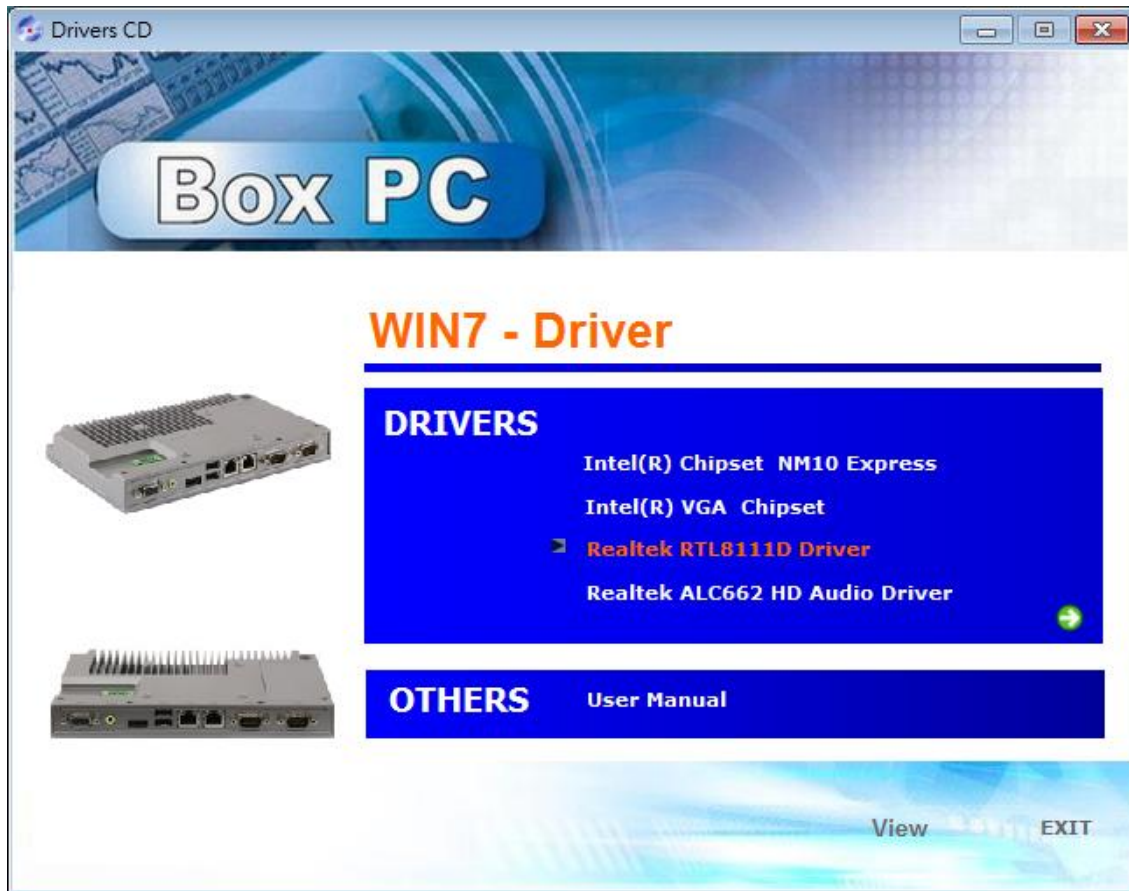 Drivers CD
Box PC
WIN7 - Driver
DRIVERS
Intel(R) Chipset NM10 Express
Intel(R) VGA Chipset
Realtek RTL8111D Driver
Realtek ALC662 HD Audio Driver
OTHERS User Manual
View EXIT